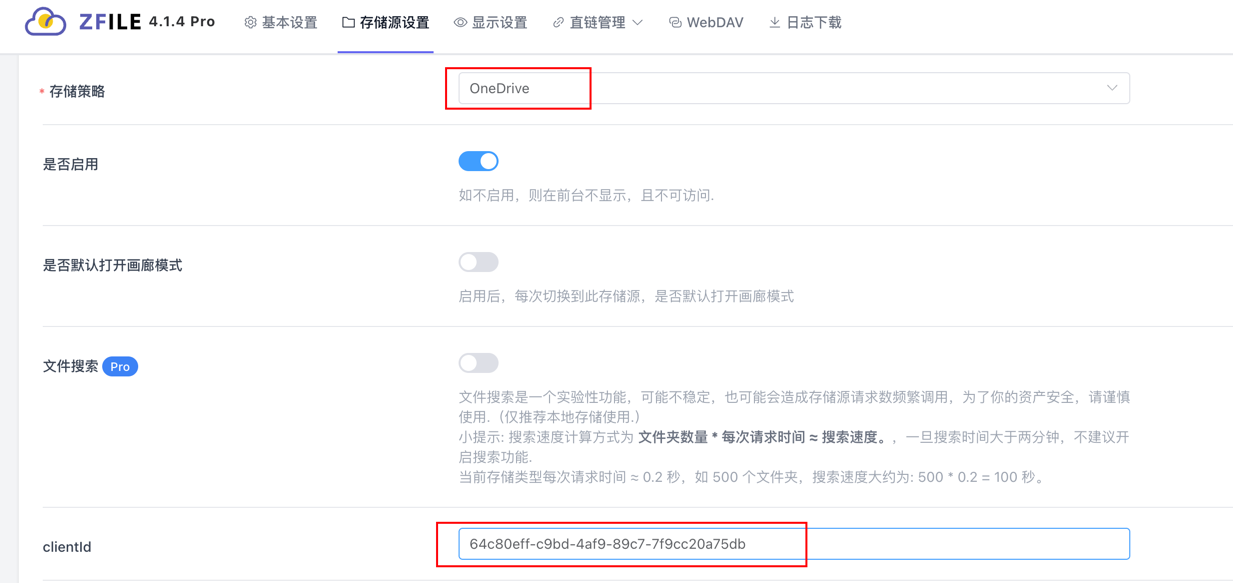 ZFILE 4.1.4 Pro 基本设置 存储源设置 显示设置 直链管理 WebDAV 日志下载
* 存储策略 OneDrive
是否启用
如不启用，则在前台不显示，且不可访问.
是否默认打开画廊模式
启用后，每次切换到此存储源，是否默认打开画廊模式
文件搜索 Pro
文件搜索是一个实验性功能，可能不稳定，也可能会造成存储源请求数频繁调用，为了你的资产安全，请谨慎
使用.（仅推荐本地存储使用.）
小提示: 搜索速度计算方式为 文件夹数量 * 每次请求时间 ≈ 搜索速度。，一旦搜索时间大于两分钟，不建议开
启搜索功能.
当前存储类型每次请求时间 ≈ 0.2 秒，如 500 个文件夹，搜索速度大约为: 500 * 0.2 = 100 秒。
clientId 64c80eff-c9bd-4af9-89c7-7f9cc20a75db